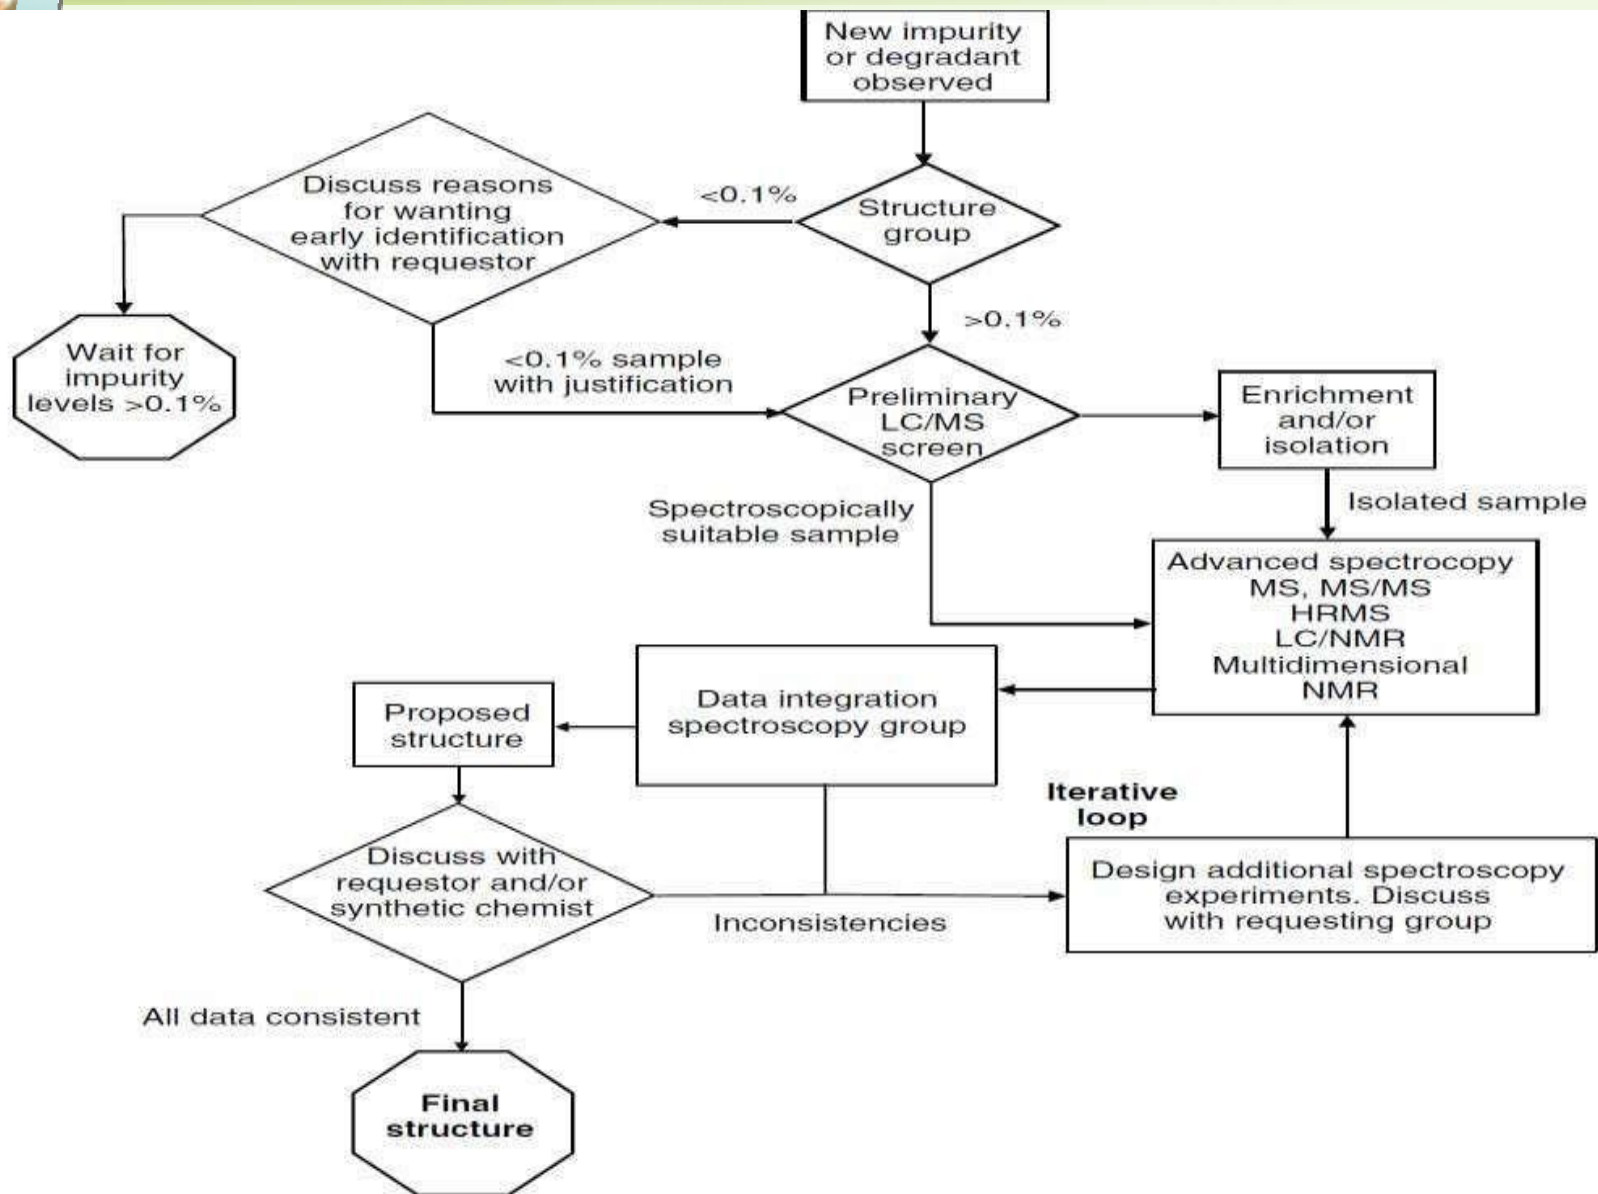 New impurity
or degradant
observed
Discuss reasons
for wanting
early identification
with requestor
<0.1%
Structure
group
>0.1%
Wait for
impurity
levels >0.1%
<0.1% sample
with justification
Preliminary
LC/MS
screen
Enrichment
and/or
isolation
Spectroscopically
suitable sample
Isolated sample
Advanced spectrocopy
MS, MS/MS
HRMS
LC/NMR
Multidimensional
NMR
Data integration
spectroscopy group
Proposed
structure
Iterative
loop
Discuss with
requestor and/or
synthetic chemist
Inconsistencies
Design additional spectroscopy
experiments. Discuss
with requesting group
All data consistent
Final
structure